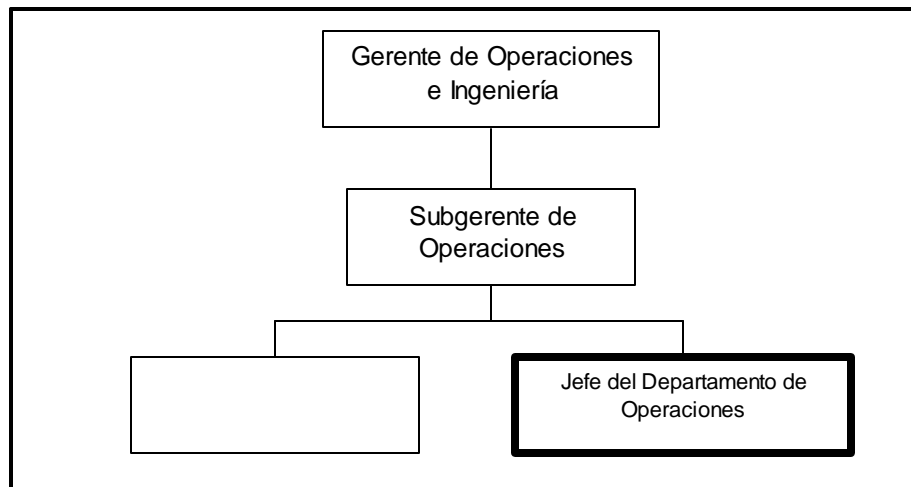 Gerente de Operaciones
e Ingeniería
Subgerente de
Operaciones
Jefe del Departamento de
Operaciones